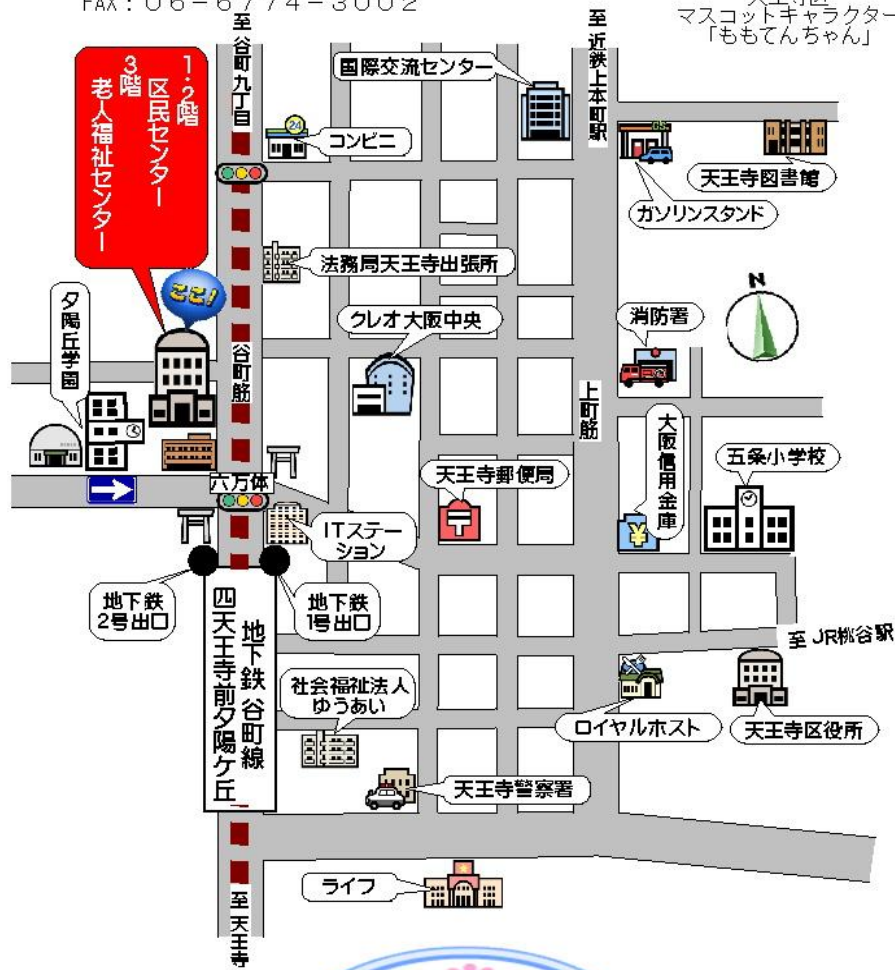 FAX：０６－６７７４－３００２
天王寺区
マスコットキャラクター
「ももてんちゃん」
至 谷町九丁目
至 近鉄上本町駅
国際交流センター
1・2階
区民センター
3階
老人福祉センター
24
コンビニ
GS
天王寺図書館
ガソリンスタンド
法務局天王寺出張所
ここ!
N
夕陽丘学園
クレオ大阪中央
消防署
谷町筋
上町筋
大阪信用金庫
五条小学校
天王寺郵便局
六万体
〒
¥
ITステー
ション
地下鉄
2号出口
地下鉄
1号出口
至 JR桃谷駅
地下鉄 谷町線
四天王寺前夕陽ケ丘
社会福祉法人
ゆうあい
ロイヤルホスト
天王寺区役所
天王寺警察署
ライフ
至 天王寺